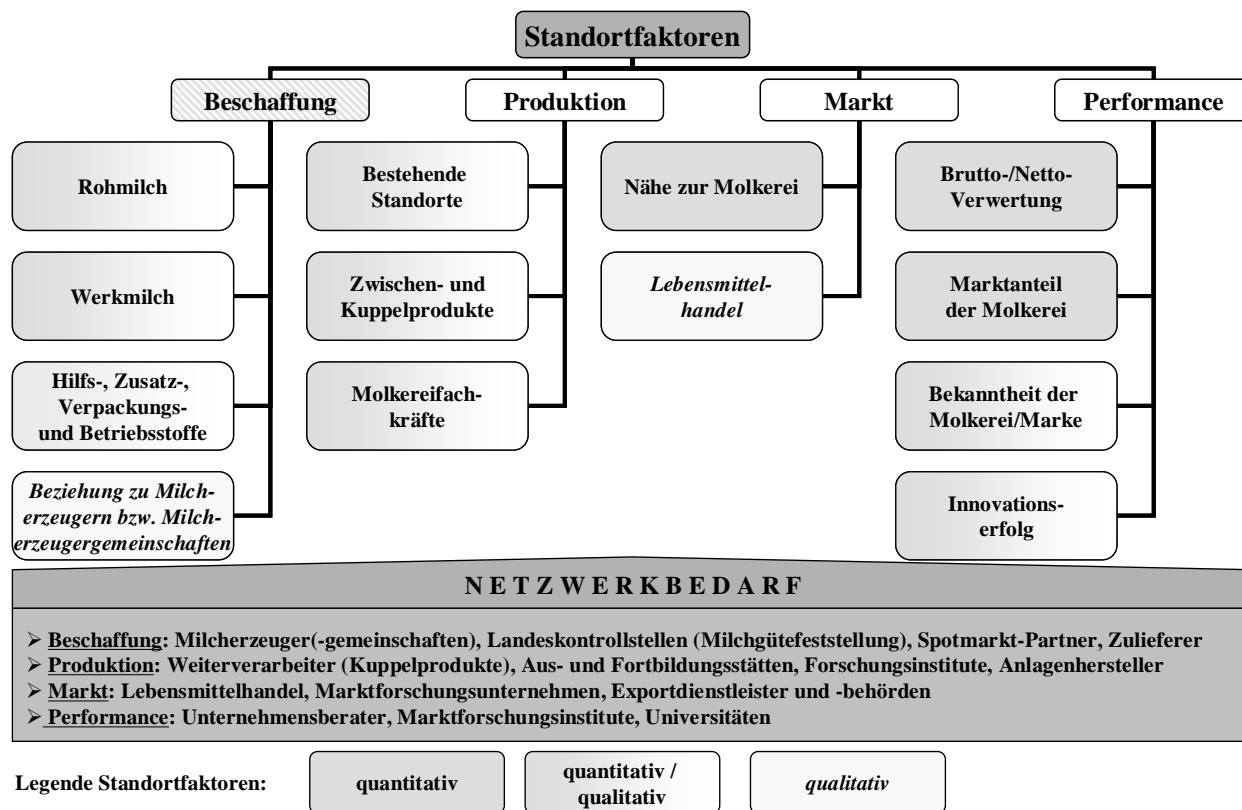 Standortfaktoren
Beschaffung
Produktion
Markt
Performance
Rohmilch
Werkmilch
Hilfs-, Zusatz-,
Verpackungs-
und Betriebsstoffe
Beziehung zu Milch-
erzeugern bzw. Milch-
erzeugergemeinschaften
Bestehende
Standorte
Zwischen- und
Kuppelprodukte
Molkereifach-
kräfte
Nähe zur Molkerei
Lebensmittel-
handel
Brutto-/Netto-
Verwertung
Marktanteil
der Molkerei
Bekanntheit der
Molkerei/Marke
Innovations-
erfolg
NETZWERKBEDARF
➢ Beschaffung: Milcherzeuger(-gemeinschaften), Landeskontrollstellen (Milchgütefeststellung), Spotmarkt-Partner, Zulieferer
➢ Produktion: Weiterverarbeiter (Kuppelprodukte), Aus- und Fortbildungsstätten, Forschungsinstitute, Anlagenhersteller
➢ Markt: Lebensmittelhandel, Marktforschungsunternehmen, Exportdienstleister und -behörden
➢ Performance: Unternehmensberater, Marktforschungsinstitute, Universitäten
Legende Standortfaktoren:
quantitativ
quantitativ /
qualitativ
qualitativ